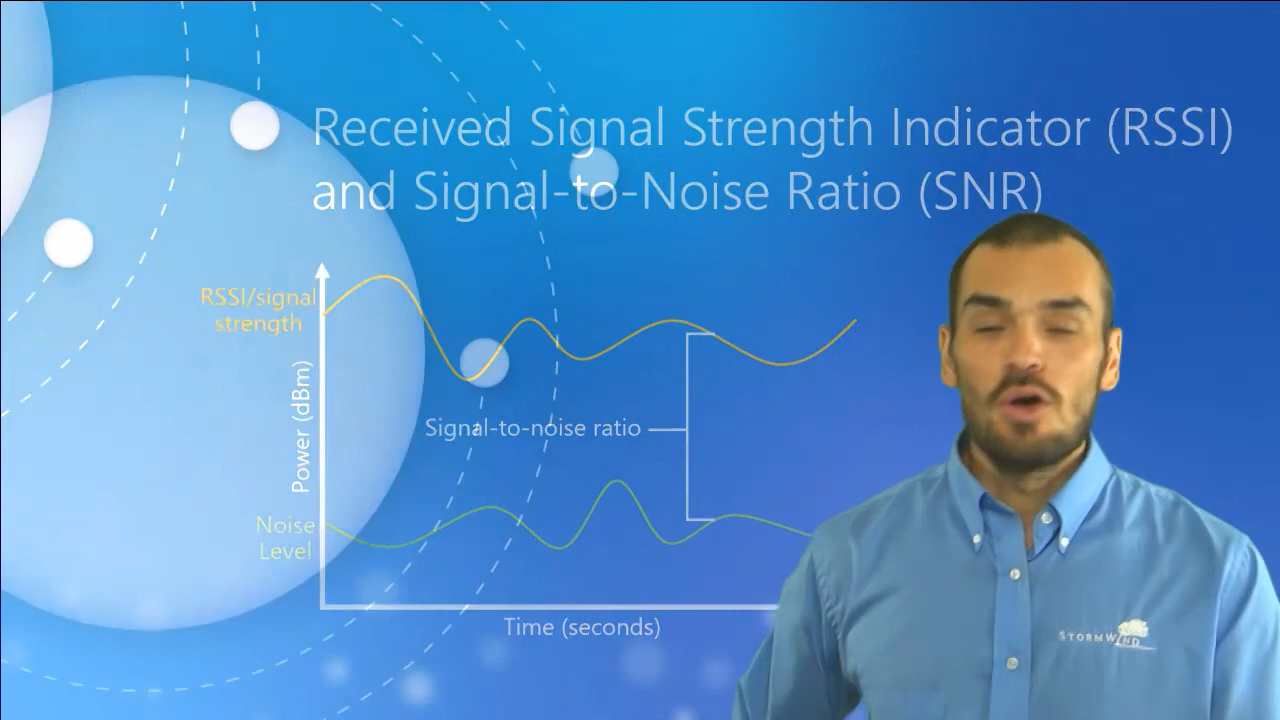 Received Signal Strength Indicator (RSSI)
and Signal-to-Noise Ratio (SNR)
RSSI/signal
strength
Power (dBm)
Signal-to-noise ratio
Noise
Level
Time (seconds)
STORMWIND